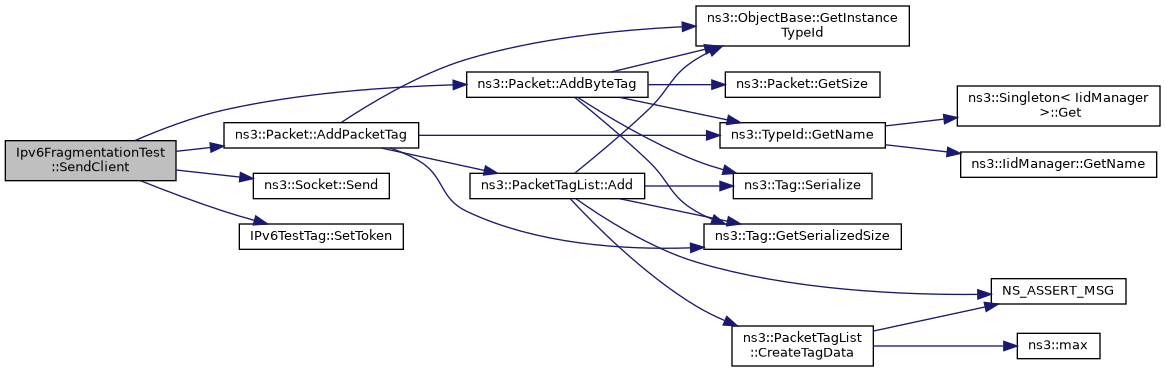 Ipv6FragmentationTest
::SendClient
ns3::Packet::AddByteTag
ns3::Packet::AddPacketTag
ns3::Socket::Send
IPv6TestTag::SetToken
ns3::PacketTagList::Add
ns3::ObjectBase::GetInstance
TypeId
ns3::Packet::GetSize
ns3::TypeId::GetName
ns3::Tag::Serialize
ns3::Tag::GetSerializedSize
ns3::PacketTagList
::CreateTagData
ns3::Singleton< IidManager
>::Get
ns3::IidManager::GetName
NS_ASSERT_MSG
ns3::max